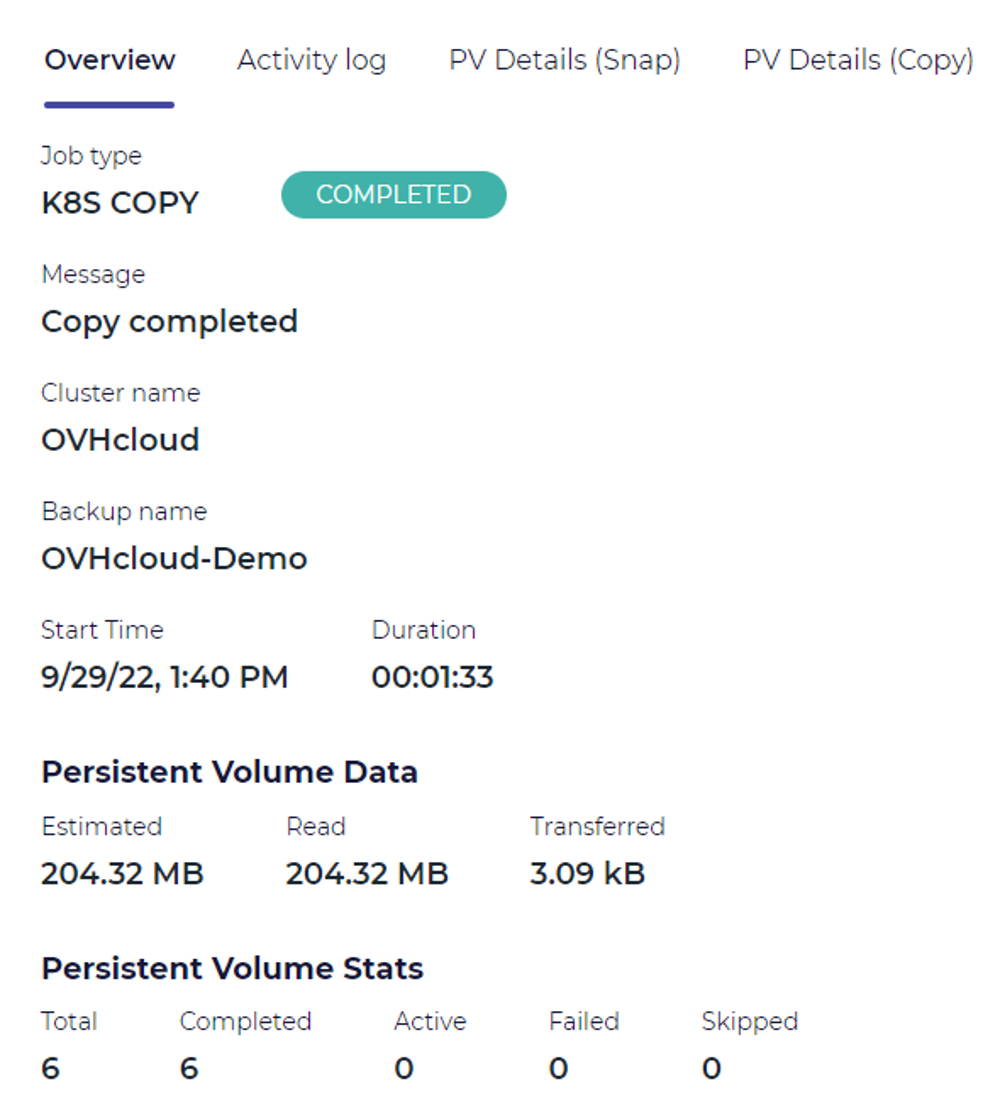 Overview Activity log PV Details (Snap) PV Details (Copy)
Job type
K8S COPY COMPLETED
Message
Copy completed
Cluster name
OVHcloud
Backup name
OVHcloud-Demo
Start Time Duration
9/29/22, 1:40 PM 00:01:33
Persistent Volume Data
Estimated Read Transferred
204.32 MB 204.32 MB 3.09 kB
Persistent Volume Stats
Total Completed Active Failed Skipped
6 6 0 0 0